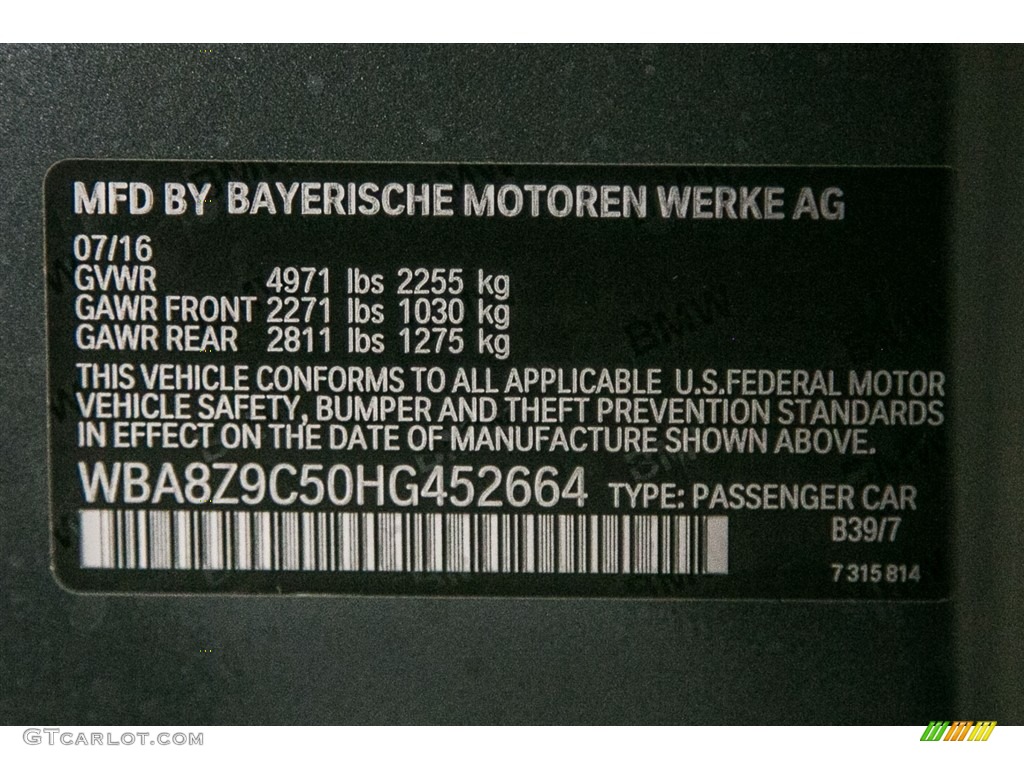 MFD BY BAYERISCHE MOTOREN WERKE AG
07/16
GVWR 4971 lbs 2255 kg
GAWR FRONT 2271 lbs 1030 kg
GAWR REAR 2811 lbs 1275 kg
THIS VEHICLE CONFORMS TO ALL APPLICABLE U.S.FEDERAL MOTOR
VEHICLE SAFETY, BUMPER AND THEFT PREVENTION STANDARDS
IN EFFECT ON THE DATE OF MANUFACTURE SHOWN ABOVE.
WBA8Z9C50HG452664 TYPE: PASSENGER CAR
B39/7
7315814
BMW
GTCARLOT.COM